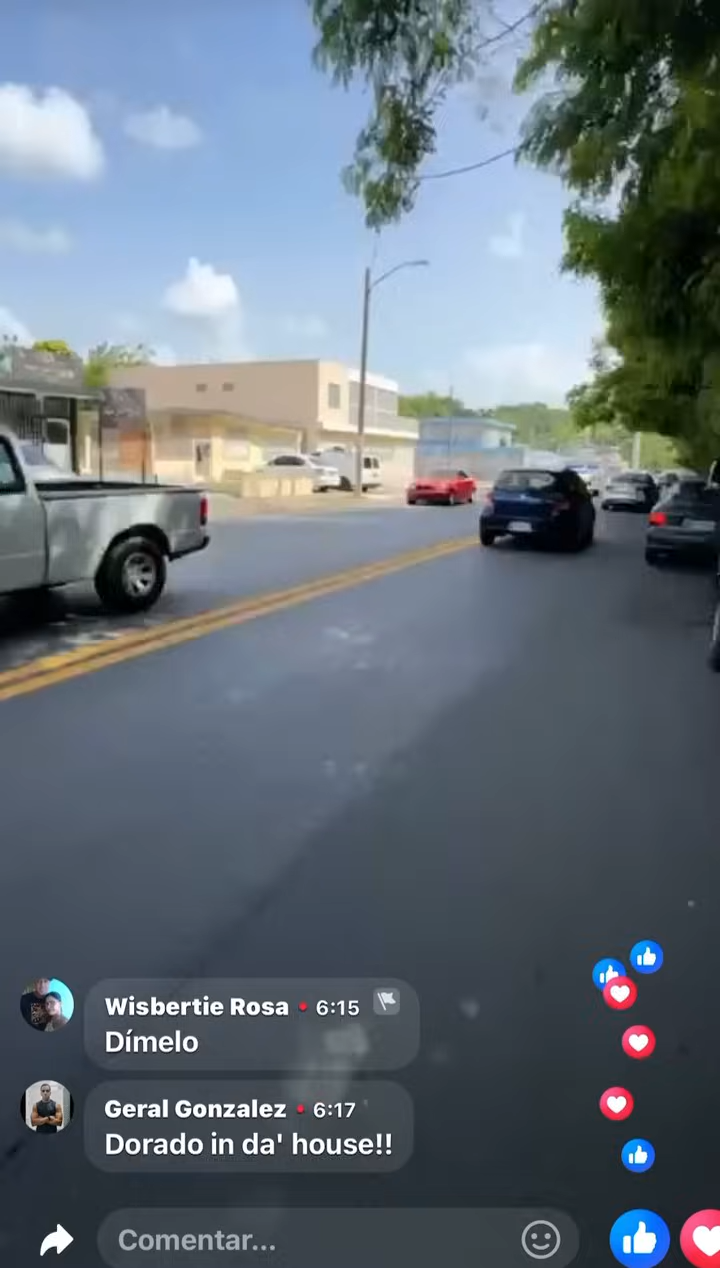 Wisbertie Rosa • 6:15
Dímelo
Geral Gonzalez • 6:17
Dorado in da' house!!
Comentar...